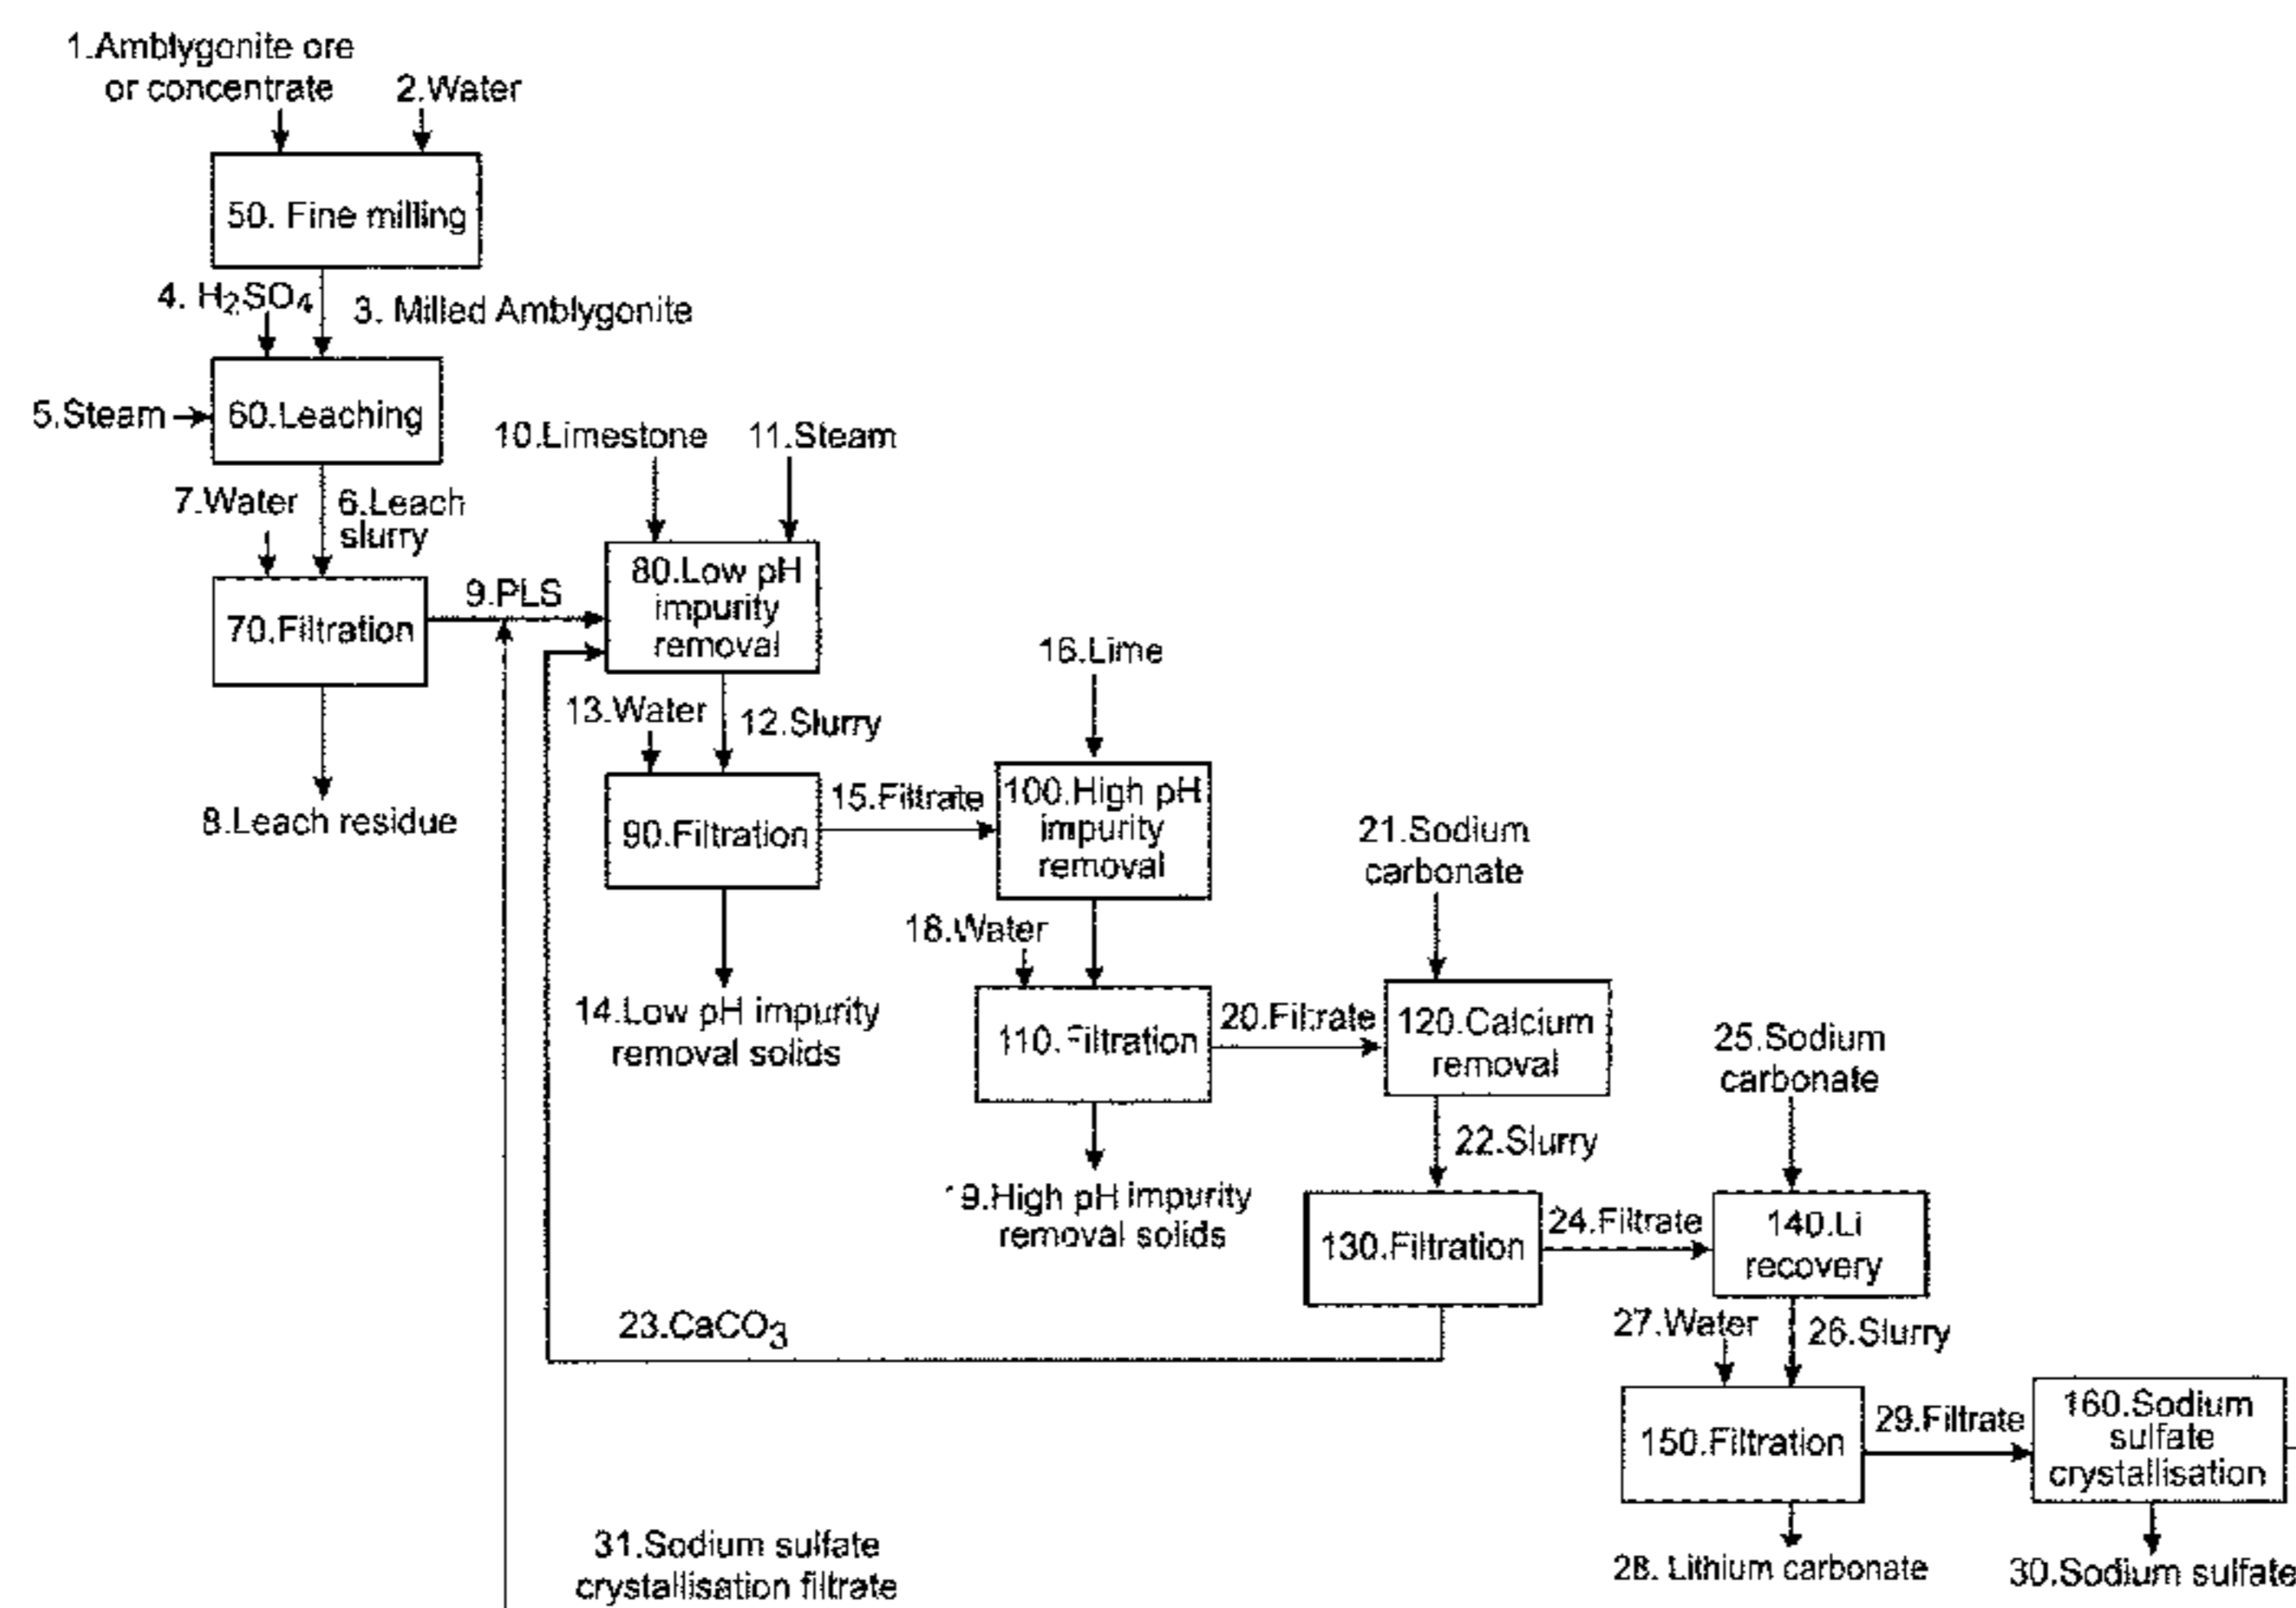 1.Amblygonite ore
or concentrate
2.Water
50. Fine milling
4. H2SO4
3. Milled Amblygonite
5.Steam
60.Leaching
10.Limestone
11.Steam
7.Water
6.Leach
slurry
9.PLS
80.Low pH
impurity
removal
70.Filtration
16.Lime
13.Water
12.Slurry
8.Leach residue
90.Filtration
15.Filtrate
100.High pH
impurity
removal
21.Sodium
carbonate
18.Water
14.Low pH impurity
removal solids
110.Filtration
20.Filtrate
120.Calcium
removal
25.Sodium
carbonate
22.Slurry
19.High pH impurity
removal solids
130.Filtration
24.Filtrate
140.Li
recovery
23.CaCO3
27.Water
26.Slurry
150.Filtration
29.Filtrate
160.Sodium
sulfate
crystallisation
31.Sodium sulfate
crystallisation filtrate
28. Lithium carbonate
30.Sodium sulfate